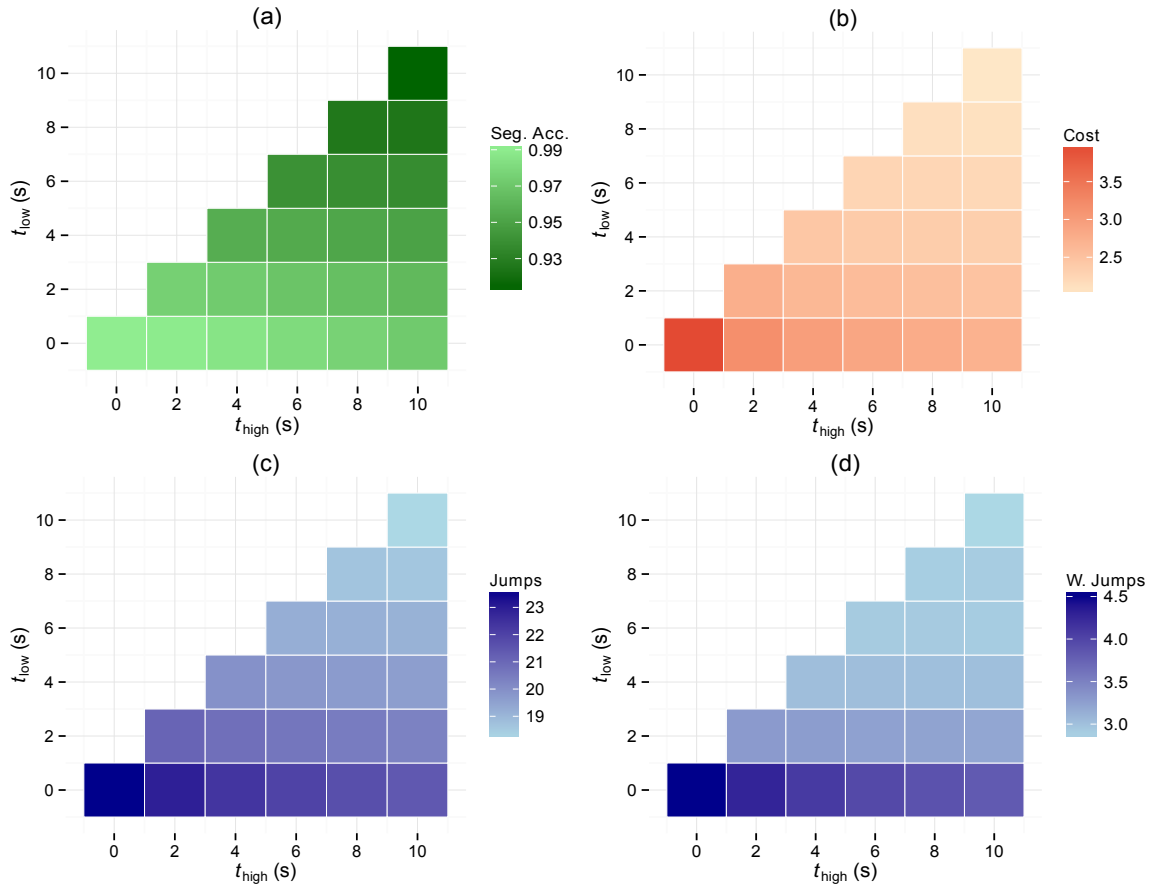 (a)
10
8
6
4
2
0
t_low (s)
0 2 4 6 8 10
t_high (s)
Seg. Acc.
0.99
0.97
0.95
0.93
(b)
10
8
6
4
2
0
t_low (s)
0 2 4 6 8 10
t_high (s)
Cost
3.5
3.0
2.5
(c)
10
8
6
4
2
0
t_low (s)
0 2 4 6 8 10
t_high (s)
Jumps
23
22
21
20
19
(d)
10
8
6
4
2
0
t_low (s)
0 2 4 6 8 10
t_high (s)
W. Jumps
4.5
4.0
3.5
3.0